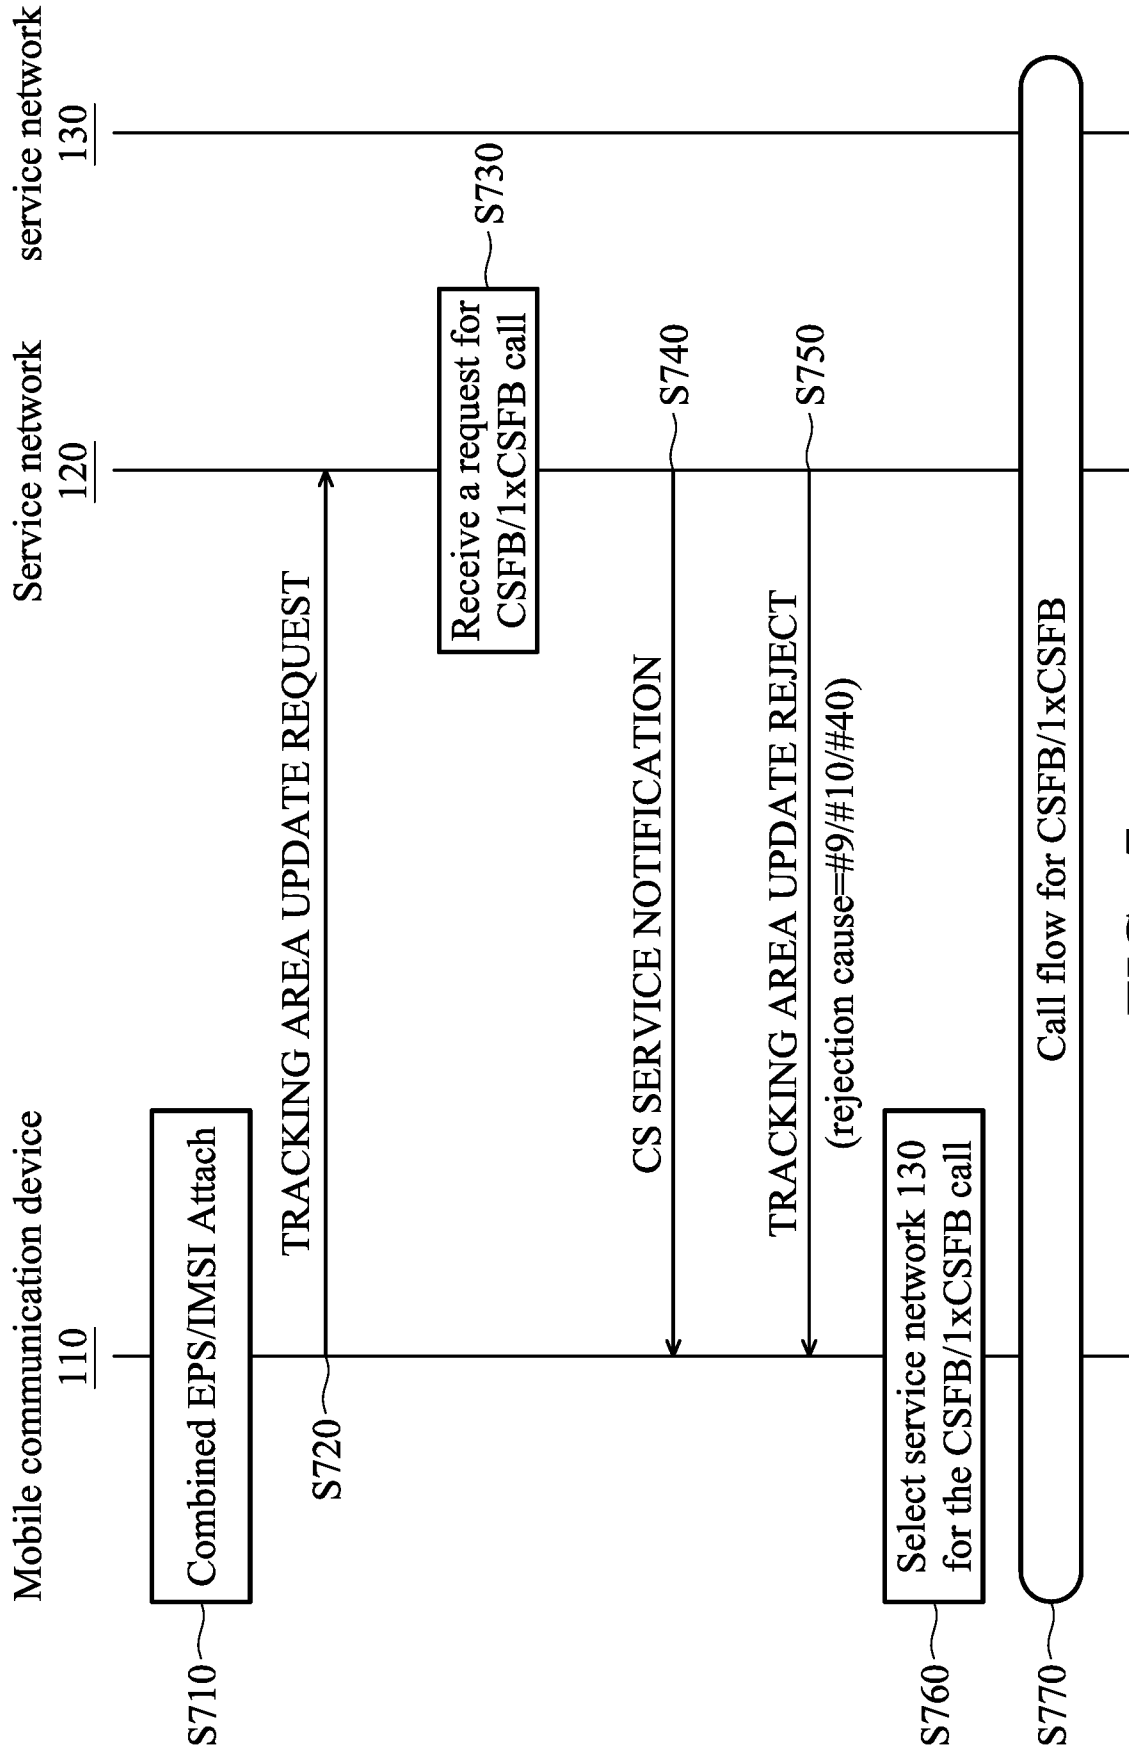 Mobile communication device
110
Service network
120
service network
130
S710
Combined EPS/IMSI Attach
TRACKING AREA UPDATE REQUEST
S720
Receive a request for
CSFB/1xCSFB call
S730
CS SERVICE NOTIFICATION
S740
TRACKING AREA UPDATE REJECT
S750
(rejection cause=#9/#10/#40)
Select service network 130
for the CSFB/1xCSFB call
S760
Call flow for CSFB/1xCSFB
S770